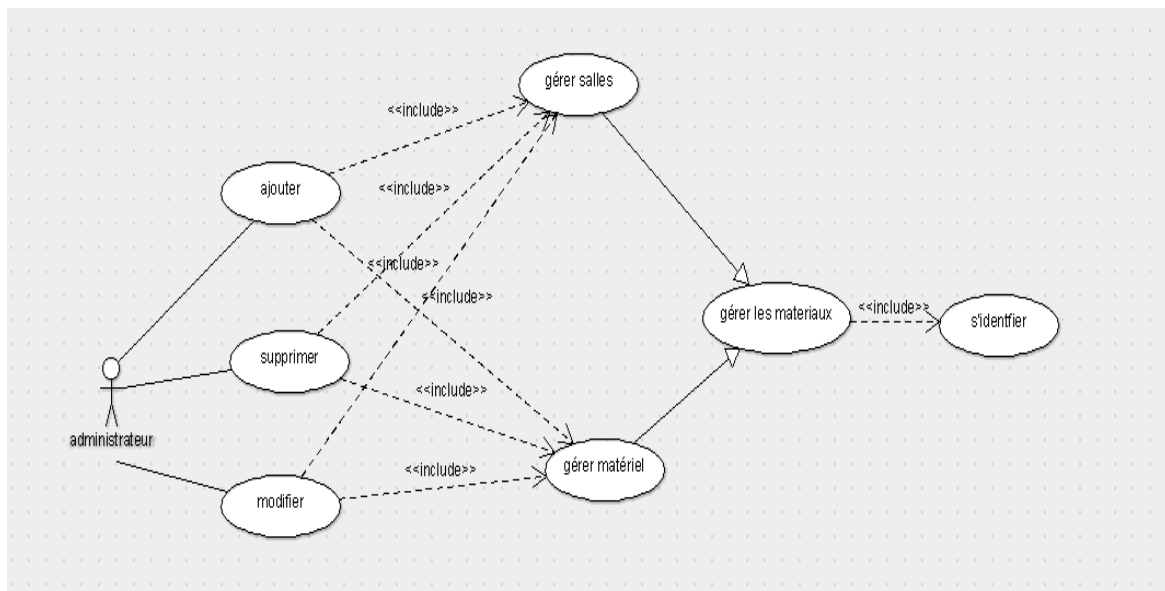 gérer salles
<<include>>
ajouter
<<include>>
<<include>>
<<include>>
gérer les materiaux
<<include>>
s'identfier
supprimer
<<include>>
administrateur
<<include>>
gérer matériel
modifier